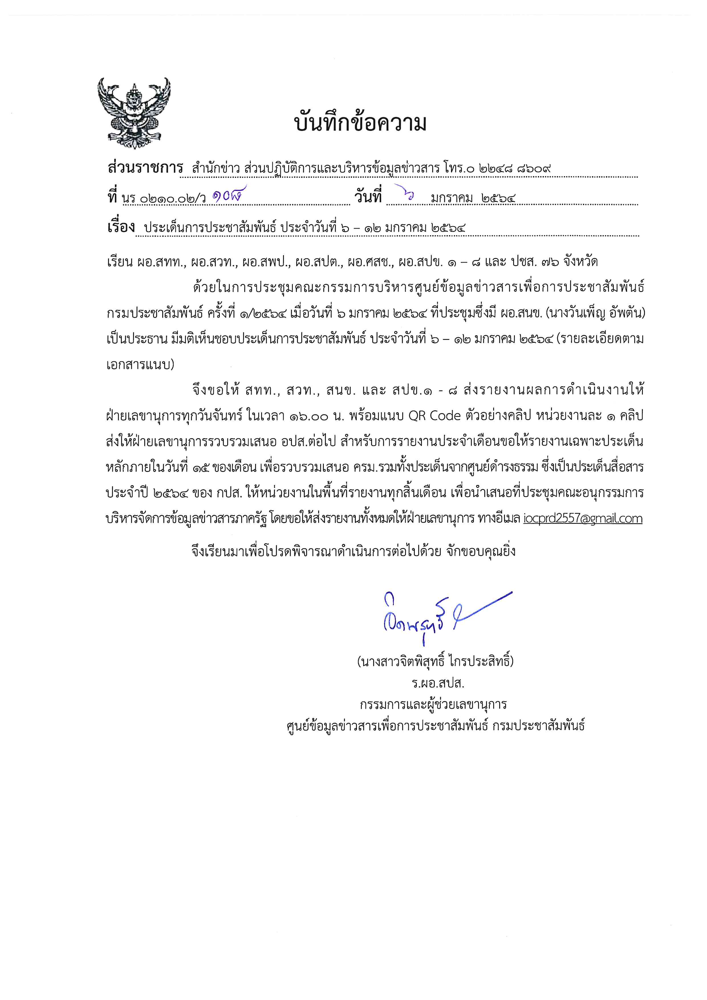 บันทึกข้อความ
ส่วนราชการ สำนักข่าว ส่วนปฏิบัติการและบริหารข้อมูลข่าวสาร โทร.๐ ๒๒๔๘ ๘๖๐๙
ที่ นร ๐๒๑๐.๐๒/ว ๑๐๘ วันที่ ๖ มกราคม ๒๕๖๔
เรื่อง ประเด็นการประชาสัมพันธ์ ประจำวันที่ ๖ – ๑๒ มกราคม ๒๕๖๔
เรียน ผอ.สทท., ผอ.สวท., ผอ.สพป., ผอ.สปต., ผอ.ศสช., ผอ.สปข. ๑ – ๘ และ ปชส. ๗๖ จังหวัด
ด้วยในการประชุมคณะกรรมการบริหารศูนย์ข้อมูลข่าวสารเพื่อการประชาสัมพันธ์
กรมประชาสัมพันธ์ ครั้งที่ ๑/๒๕๖๔ เมื่อวันที่ ๖ มกราคม ๒๕๖๔ ที่ประชุมซึ่งมี ผอ.สนข. (นางวันเพ็ญ อัพตัน)
เป็นประธาน มีมติเห็นชอบประเด็นการประชาสัมพันธ์ ประจำวันที่ ๖ – ๑๒ มกราคม ๒๕๖๔ (รายละเอียดตาม
เอกสารแนบ)
จึงขอให้ สทท., สวท., สนข. และ สปข.๑ - ๘ ส่งรายงานผลการดำเนินงานให้
ฝ่ายเลขานุการทุกวันจันทร์ ในเวลา ๑๖.๐๐ น. พร้อมแนบ QR Code ตัวอย่างคลิป หน่วยงานละ ๑ คลิป
ส่งให้ฝ่ายเลขานุการรวบรวมเสนอ อปส.ต่อไป สำหรับการรายงานประจำเดือนขอให้รายงานเฉพาะประเด็น
หลักภายในวันที่ ๑๕ ของเดือน เพื่อรวบรวมเสนอ ครม.รวมทั้งประเด็นจากศูนย์ดำรงธรรม ซึ่งเป็นประเด็นสื่อสาร
ประจำปี ๒๕๖๔ ของ กปส. ให้หน่วยงานในพื้นที่รายงานทุกสิ้นเดือน เพื่อนำเสนอที่ประชุมคณะอนุกรรมการ
บริหารจัดการข้อมูลข่าวสารภาครัฐ โดยขอให้ส่งรายงานทั้งหมดให้ฝ่ายเลขานุการ ทางอีเมล iocprd2557@gmail.com
จึงเรียนมาเพื่อโปรดพิจารณาดำเนินการต่อไปด้วย จักขอบคุณยิ่ง
(นางสาวจิตพิสุทธิ์ ไกรประสิทธิ์)
ร.ผอ.สปส.
กรรมการและผู้ช่วยเลขานุการ
ศูนย์ข้อมูลข่าวสารเพื่อการประชาสัมพันธ์ กรมประชาสัมพันธ์